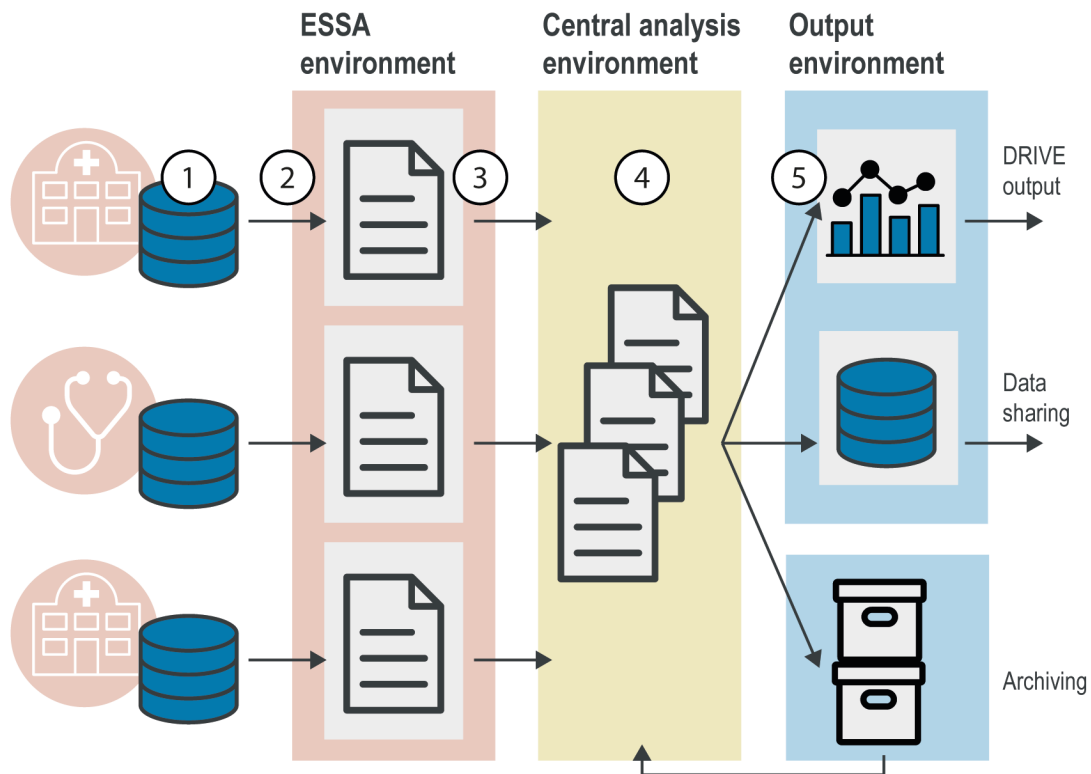 ESSA
environment
Central analysis
environment
Output
environment
1
2
3
4
5
DRIVE
output
Data
sharing
Archiving